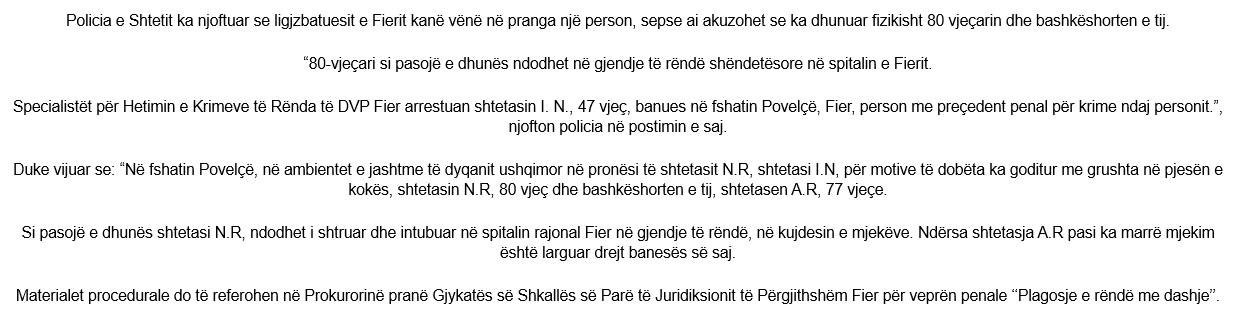 Policia e Shtetit ka njoftuar se ligjzbatuesit e Fierit kanë vënë në pranga një person, sepse ai akuzohet se ka dhunuar fizikisht 80 vjeçarin dhe bashkëshorten e tij.
“80-vjeçari si pasojë e dhunës ndodhet në gjendje të rëndë shëndetësore në spitalin e Fierit.
Specialistët për Hetimin e Krimeve të Rënda të DVP Fier arrestuan shtetasin I. N., 47 vjeç, banues në fshatin Povelçë, Fier, person me preçedent penal për krime ndaj personit.”,
njofton policia në postimin e saj.
Duke vijuar se: “Në fshatin Povelçë, në ambientet e jashtme të dyqanit ushqimor në pronësi të shtetasit N.R, shtetasi I.N, për motive të dobëta ka goditur me grushta në pjesën e
kokës, shtetasin N.R, 80 vjeç dhe bashkëshorten e tij, shtetasen A.R, 77 vjeçe.
Si pasojë e dhunës shtetasi N.R, ndodhet i shtruar dhe intubuar në spitalin rajonal Fier në gjendje të rëndë, në kujdesin e mjekëve. Ndërsa shtetasja A.R pasi ka marrë mjekim
është larguar drejt banesës së saj.
Materialet procedurale do të referohen në Prokurorinë pranë Gjykatës së Shkallës së Parë të Juridiksionit të Përgjithshëm Fier për veprën penale “Plagosje e rëndë me dashje”.